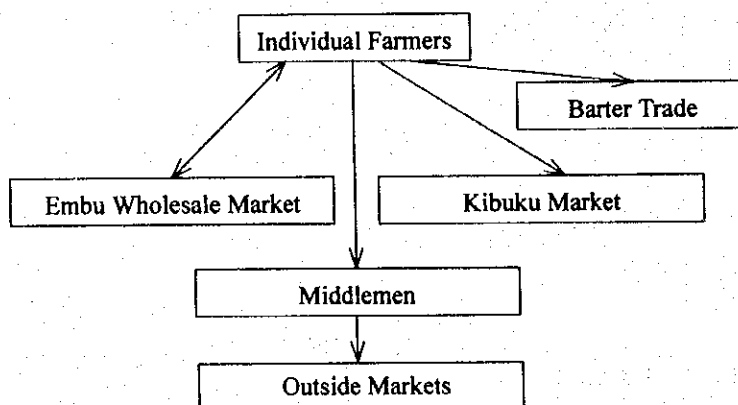 Individual Farmers
Barter Trade
Embu Wholesale Market
Kibuku Market
Middlemen
Outside Markets